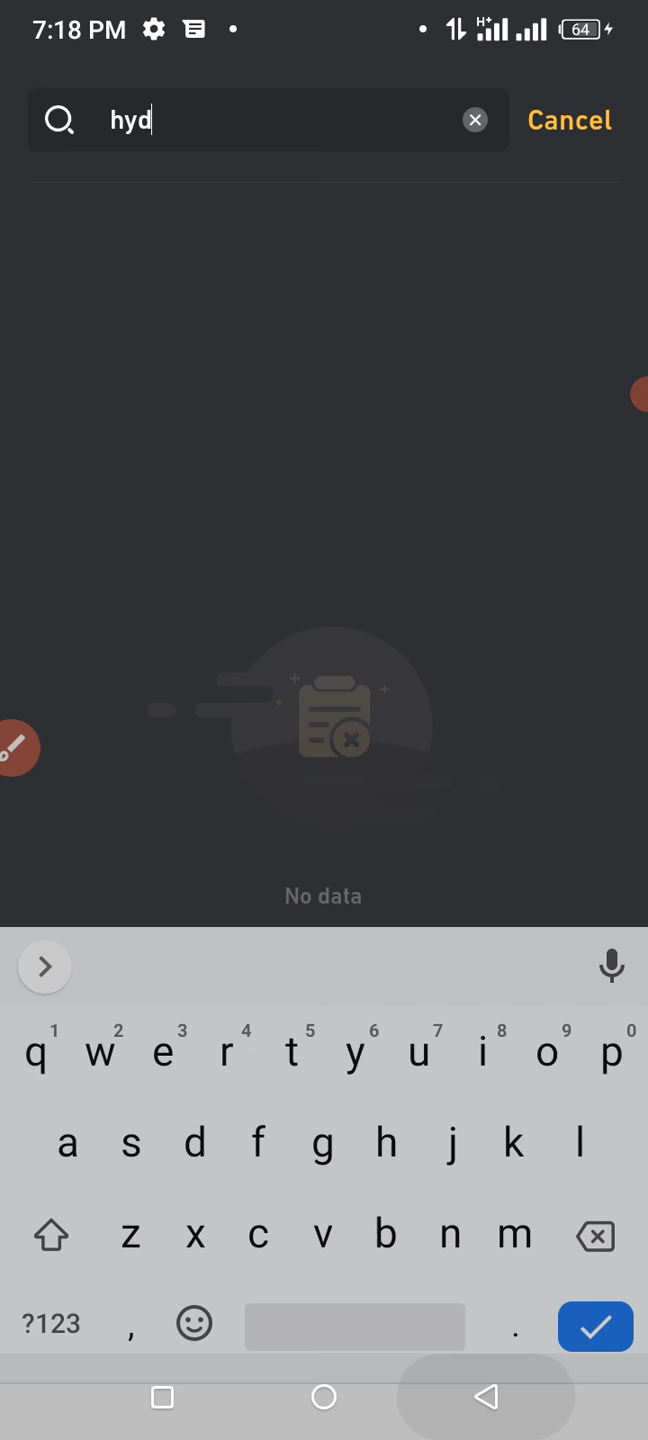 7:18 PM H+ 64
hyd Cancel
No data
1 2 3 4 5 6 7 8 9 0
q w e r t y u i o p
a s d f g h j k l
z x c v b n m
?123 , .